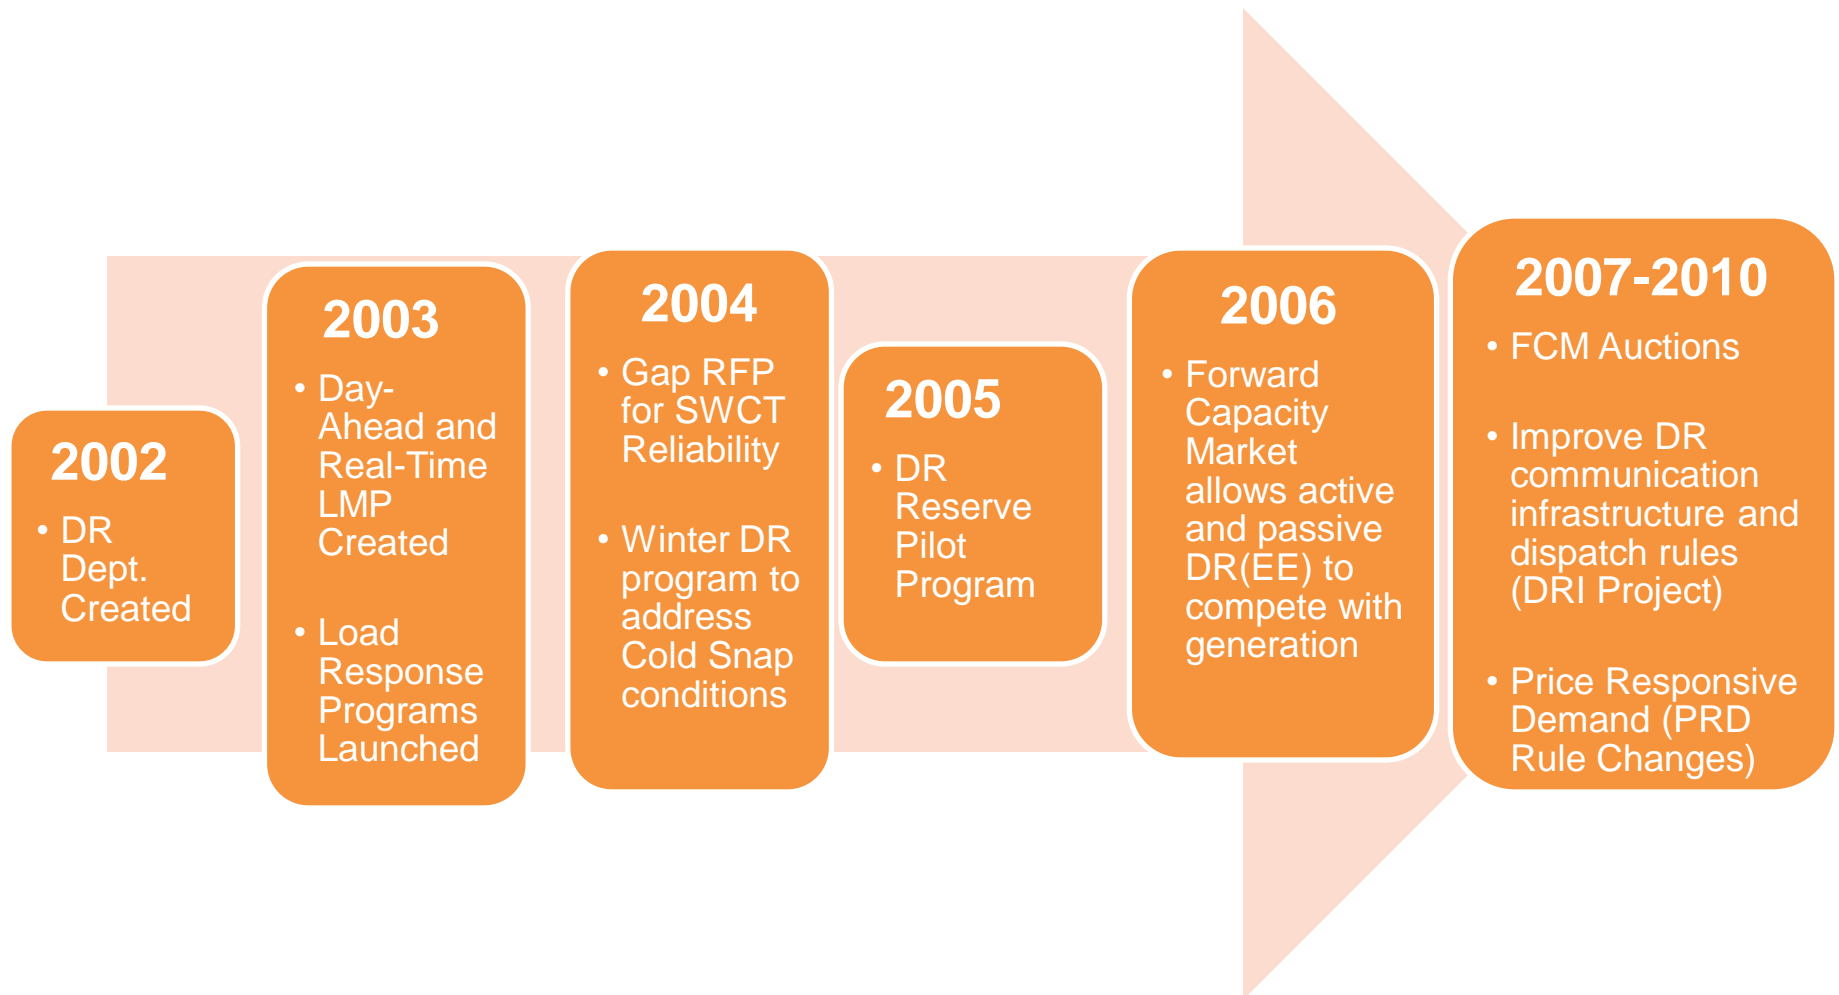 2002
• DR
Dept.
Created
2003
• Day-
Ahead and
Real-Time
LMP
Created
• Load
Response
Programs
Launched
2004
• Gap RFP
for SWCT
Reliability
• Winter DR
program to
address
Cold Snap
conditions
2005
• DR
Reserve
Pilot
Program
2006
• Forward
Capacity
Market
allows active
and passive
DR(EE) to
compete with
generation
2007-2010
• FCM Auctions
• Improve DR
communication
infrastructure and
dispatch rules
(DRI Project)
• Price Responsive
Demand (PRD
Rule Changes)